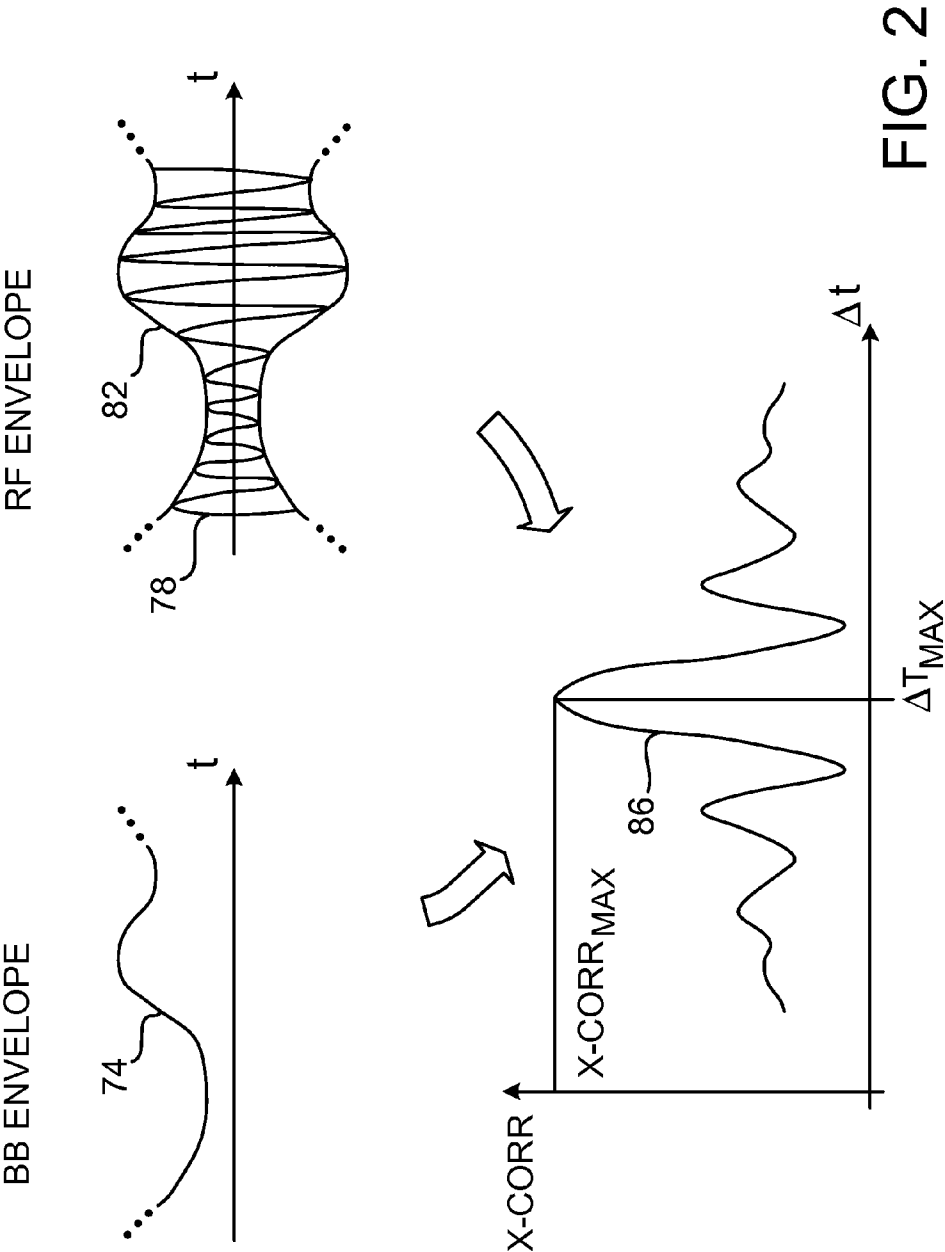 BB ENVELOPE
RF ENVELOPE
74
t
78
82
t
X-CORR
X-CORRMAX
86
ΔTMAX
Δt
FIG. 2